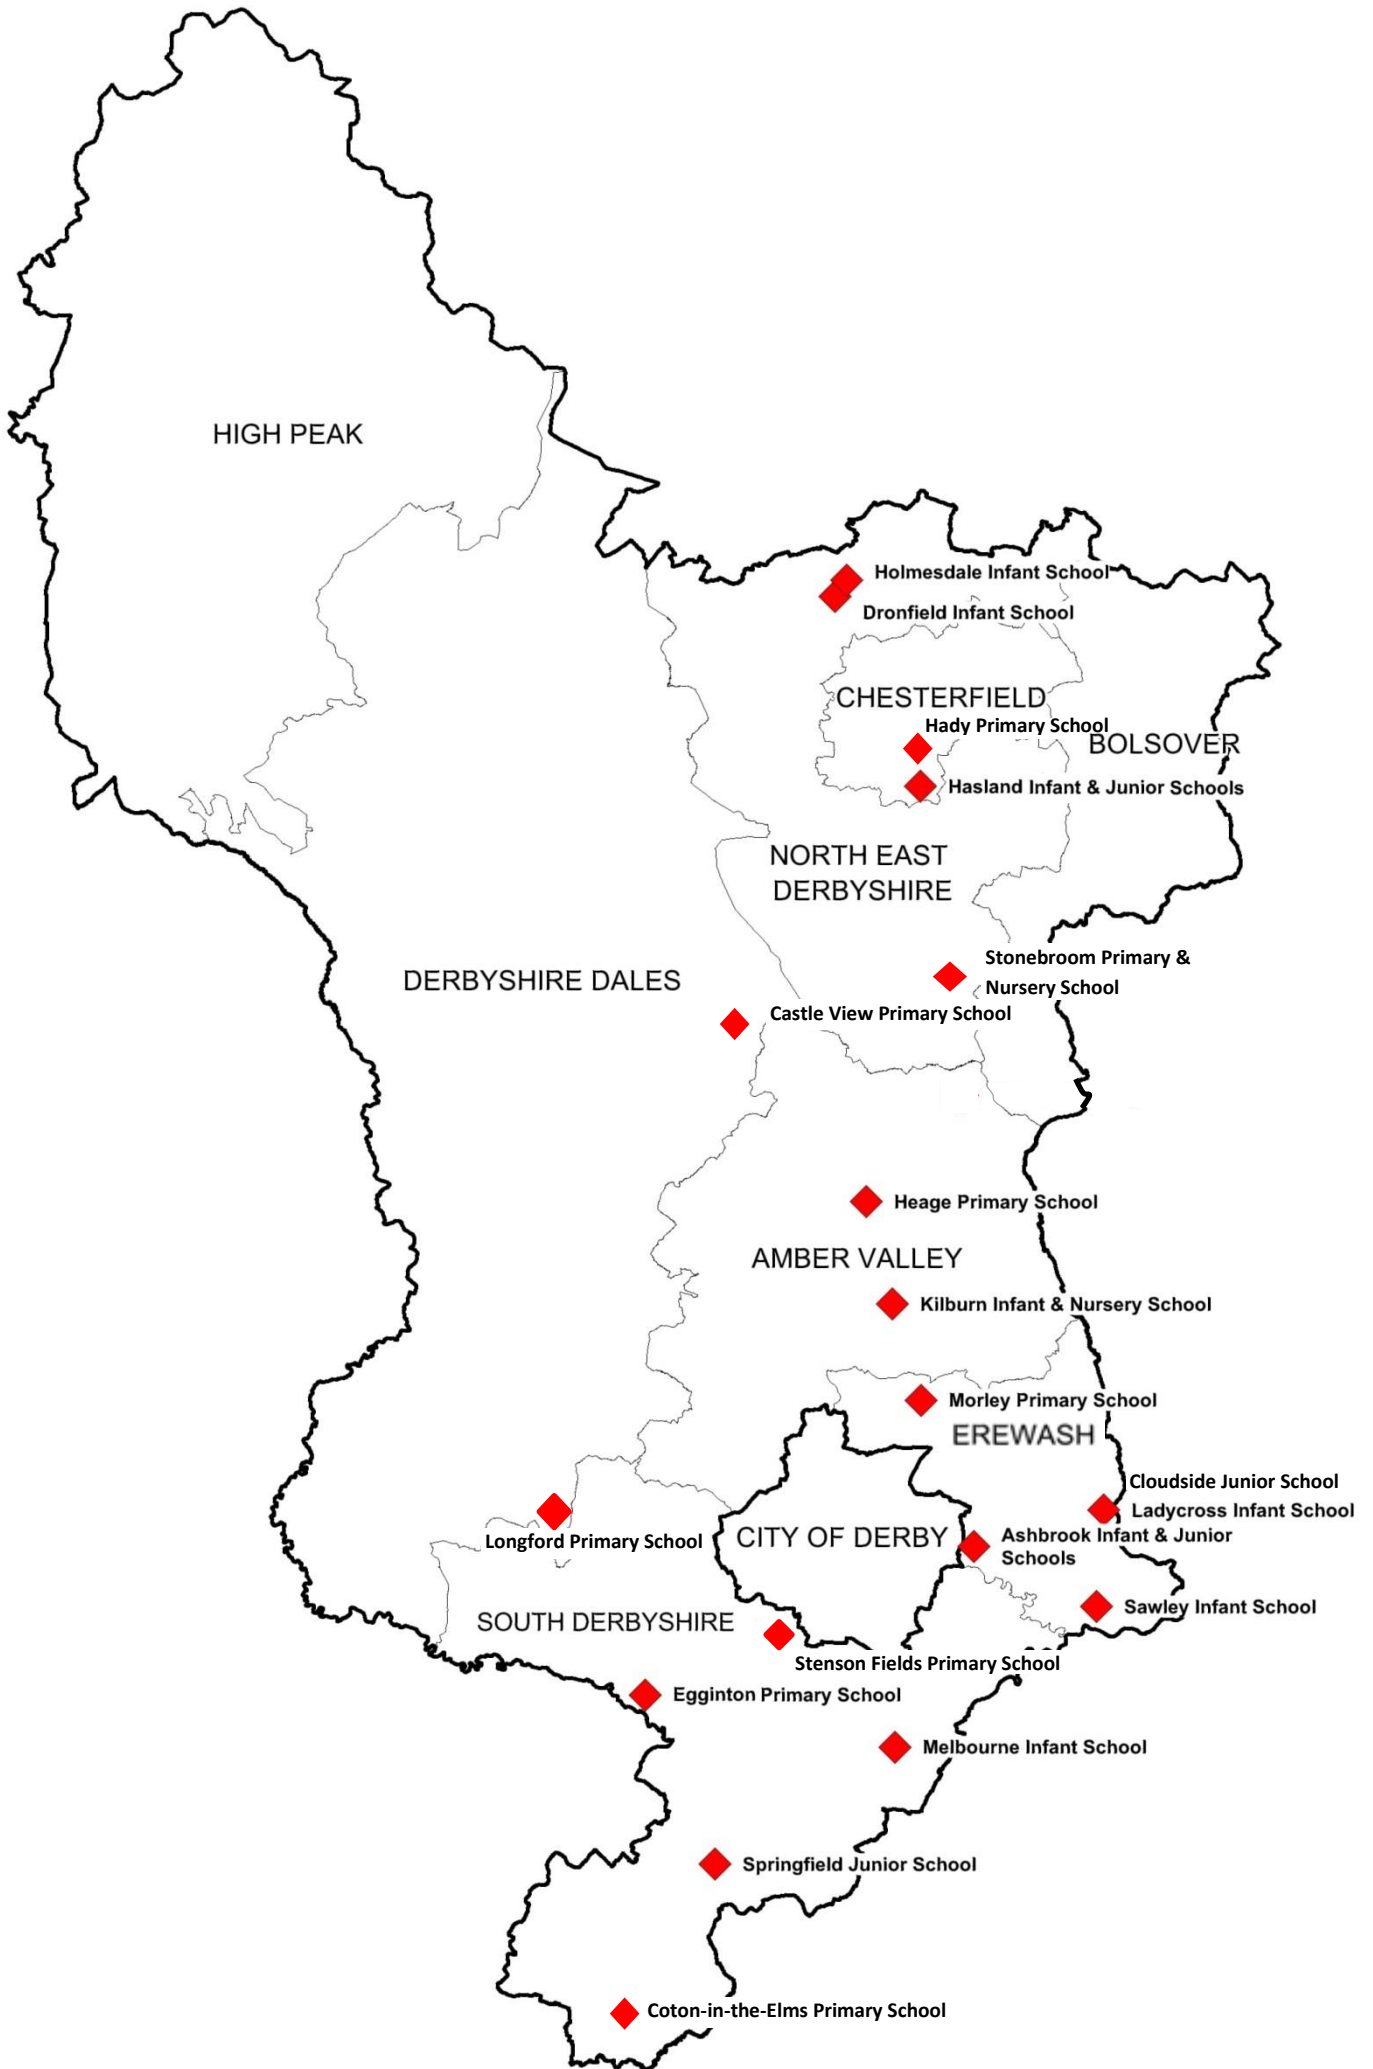 HIGH PEAK
Holmesdale Infant School
Dronfield Infant School
CHESTERFIELD
Hady Primary School
BOLSOVER
Hasland Infant & Junior Schools
NORTH EAST
DERBYSHIRE
Stonebroom Primary &
Nursery School
DERBYSHIRE DALES
Castle View Primary School
Heage Primary School
AMBER VALLEY
Kilburn Infant & Nursery School
Morley Primary School
EREWASH
Cloudside Junior School
Ladycross Infant School
Longford Primary School
CITY OF DERBY
Ashbrook Infant & Junior
Schools
Sawley Infant School
SOUTH DERBYSHIRE
Stenson Fields Primary School
Egginton Primary School
Melbourne Infant School
Springfield Junior School
Coton-in-the-Elms Primary School